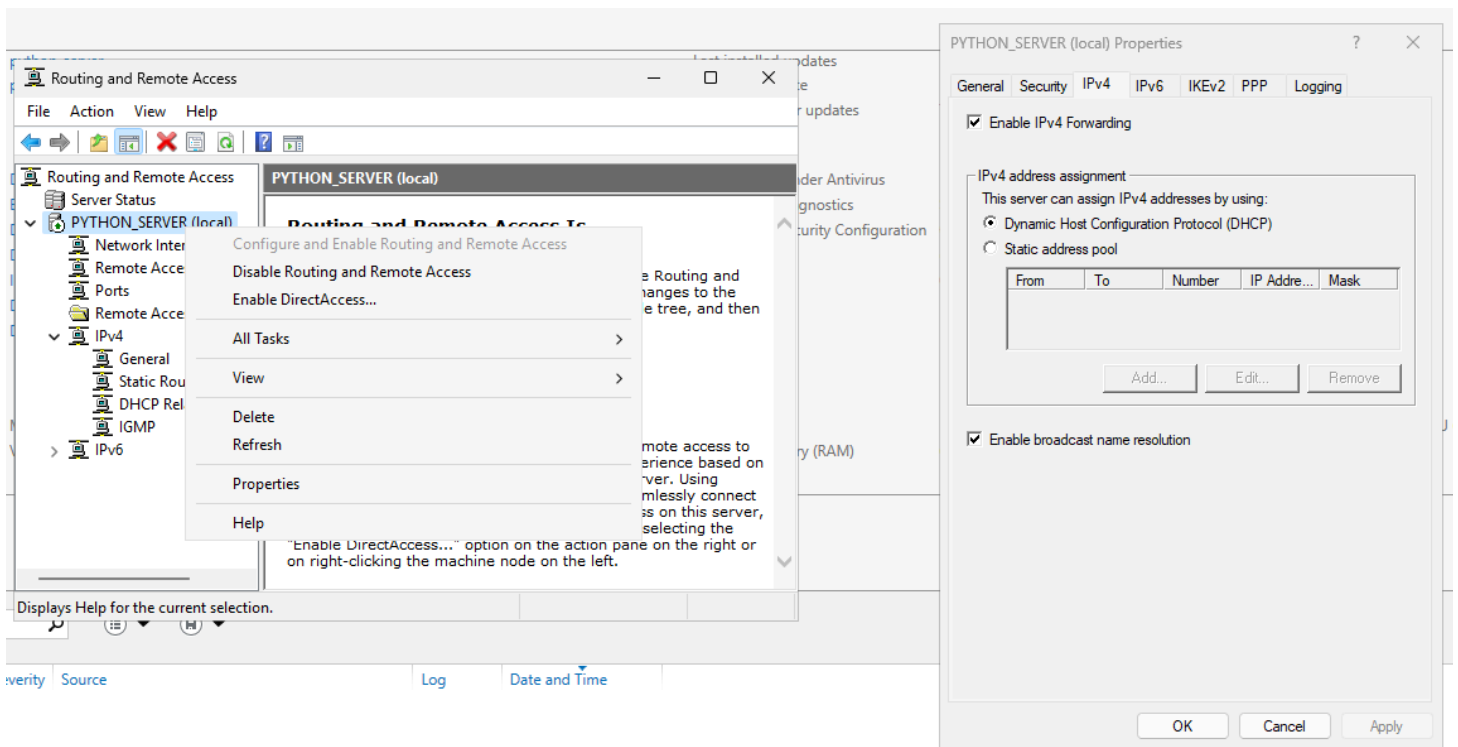 Last installed updates
Routing and Remote Access
File Action View Help
Routing and Remote Access
Server Status
PYTHON_SERVER (local)
Network Inter
Remote Acce
Ports
Remote Acce
IPv4
General
Static Rou
DHCP Rel
IGMP
IPv6
PYTHON_SERVER (local)
Routing and Remote Access Is
e Routing and
hanges to the
e tree, and then
mote access to
erience based on
rver. Using
mlessly connect
ss on this server,
selecting the
"Enable DirectAccess..." option on the action pane on the right or
on right-clicking the machine node on the left.
Configure and Enable Routing and Remote Access
Disable Routing and Remote Access
Enable DirectAccess...
All Tasks
View
Delete
Refresh
Properties
Help
Displays Help for the current selection.
r updates
nder Antivirus
gnostics
curity Configuration
ry (RAM)
everity Source Log Date and Time
PYTHON_SERVER (local) Properties
General Security IPv4 IPv6 IKEv2 PPP Logging
Enable IPv4 Forwarding
IPv4 address assignment
This server can assign IPv4 addresses by using:
Dynamic Host Configuration Protocol (DHCP)
Static address pool
From To Number IP Addre... Mask
Add... Edit... Remove
Enable broadcast name resolution
OK Cancel Apply